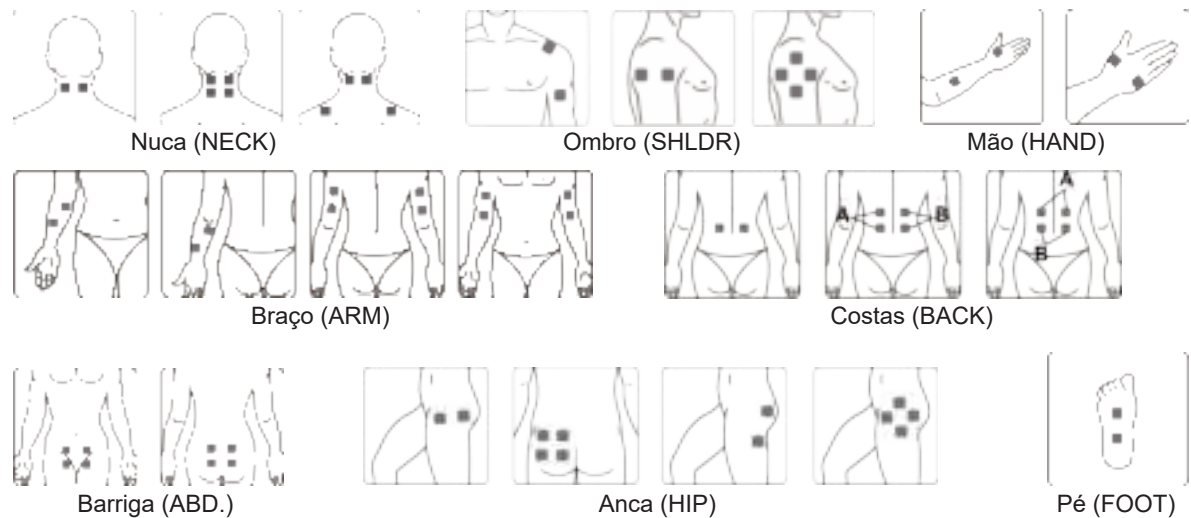 Nuca (NECK)
Ombro (SHLDR)
Mão (HAND)
A
B
A
B
Braço (ARM)
Costas (BACK)
Barriga (ABD.)
Anca (HIP)
Pé (FOOT)